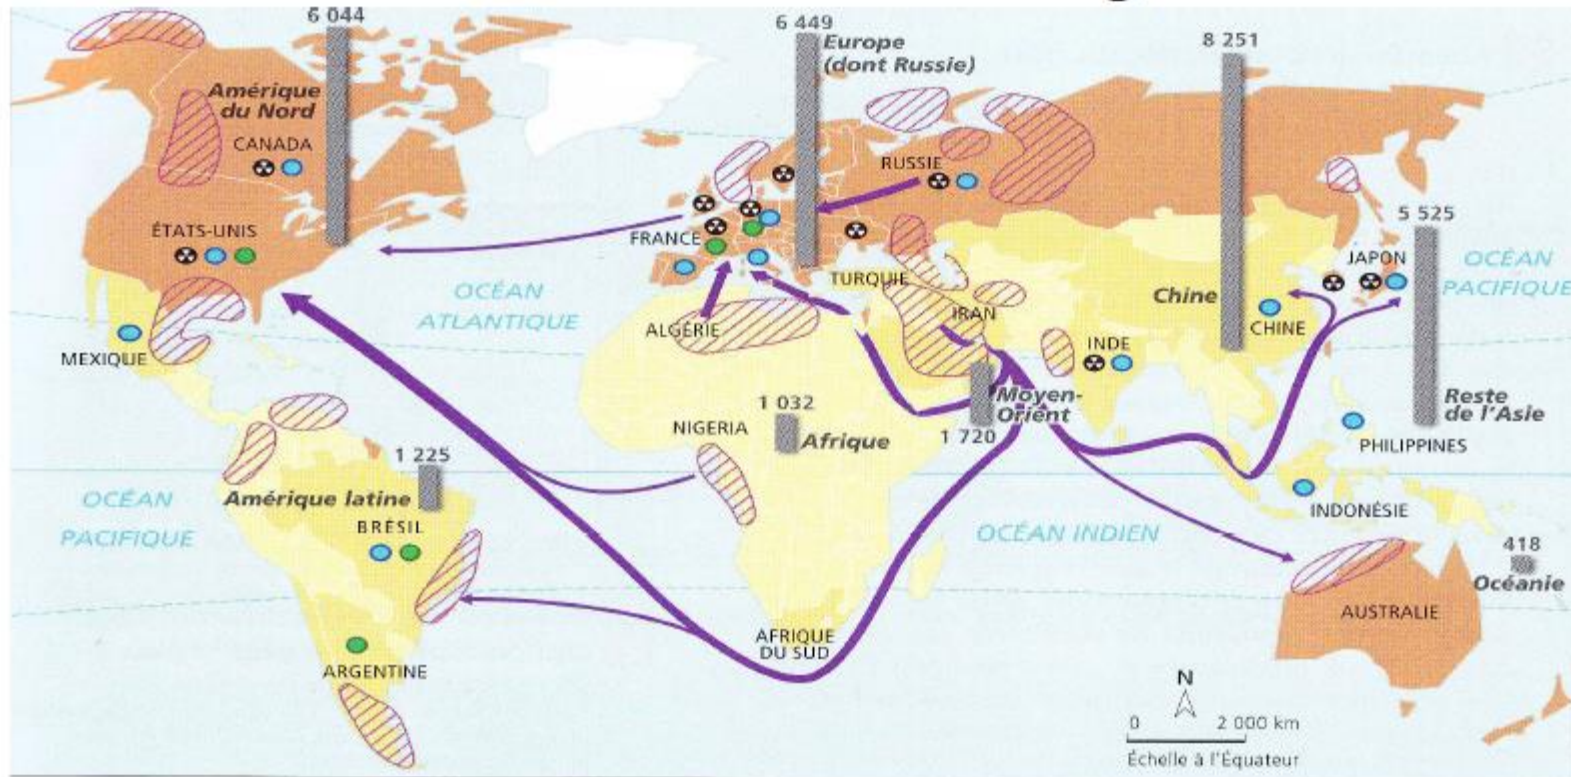 6 044
6 449
Europe
(dont Russie)
8 251
Amérique
du Nord
CANADA
RUSSIE
5 525
ÉTATS-UNIS
FRANCE
JAPON
OCÉAN
PACIFIQUE
TURQUIE
OCÉAN
ATLANTIQUE
Chine
IRAN
CHINE
ALGÉRIE
MEXIQUE
INDE
Moyen-
Orient
Reste
de l'Asie
1 032
NIGERIA
Afrique
1 720
PHILIPPINES
1 225
Amérique latine
OCÉAN
PACIFIQUE
INDONÉSIE
BRÉSIL
OCÉAN INDIEN
418
Océanie
AUSTRALIE
AFRIQUE
DU SUD
ARGENTINE
N
0 2 000 km
Échelle à l'Équateur